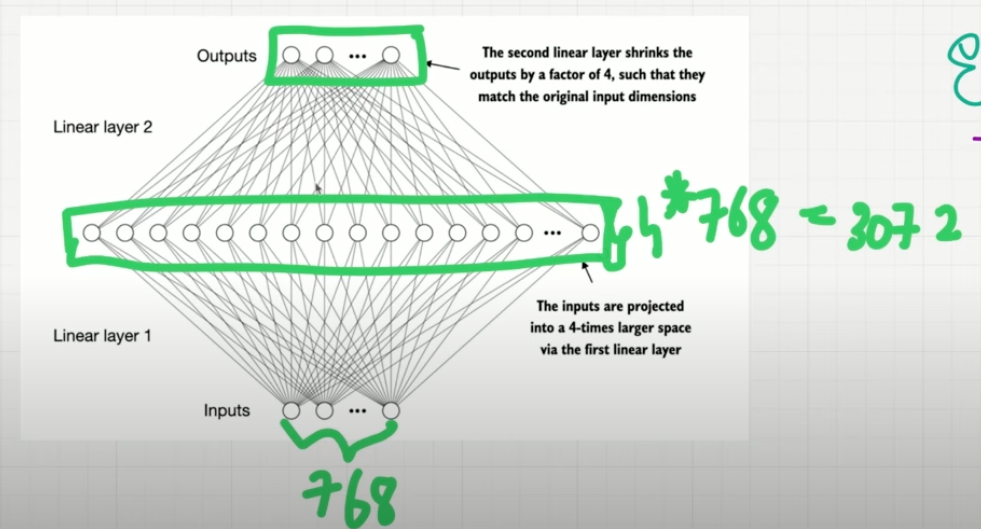 Outputs
The second linear layer shrinks the
outputs by a factor of 4, such that they
match the original input dimensions
Linear layer 2
4*768 = 3072
The inputs are projected
into a 4-times larger space
via the first linear layer
Linear layer 1
Inputs
768